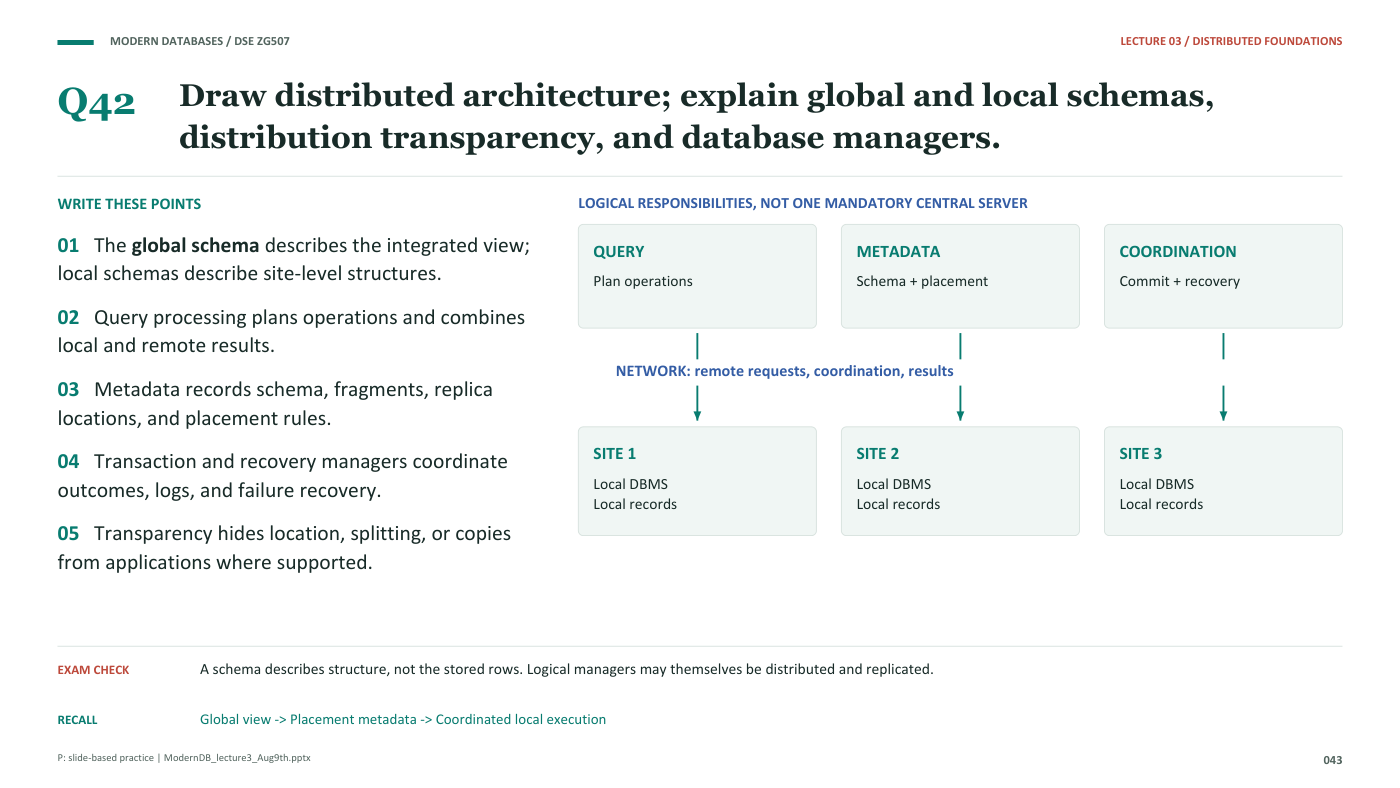 MODERN DATABASES / DSE ZG507
LECTURE 03 / DISTRIBUTED FOUNDATIONS
Q42
Draw distributed architecture; explain global and local schemas,
distribution transparency, and database managers.
WRITE THESE POINTS
01 The global schema describes the integrated view;
local schemas describe site-level structures.
02 Query processing plans operations and combines
local and remote results.
03 Metadata records schema, fragments, replica
locations, and placement rules.
04 Transaction and recovery managers coordinate
outcomes, logs, and failure recovery.
05 Transparency hides location, splitting, or copies
from applications where supported.
LOGICAL RESPONSIBILITIES, NOT ONE MANDATORY CENTRAL SERVER
QUERY
Plan operations
METADATA
Schema + placement
COORDINATION
Commit + recovery
NETWORK: remote requests, coordination, results
SITE 1
Local DBMS
Local records
SITE 2
Local DBMS
Local records
SITE 3
Local DBMS
Local records
EXAM CHECK
A schema describes structure, not the stored rows. Logical managers may themselves be distributed and replicated.
RECALL
Global view -> Placement metadata -> Coordinated local execution
P: slide-based practice | ModernDB_lecture3_Aug9th.pptx
043